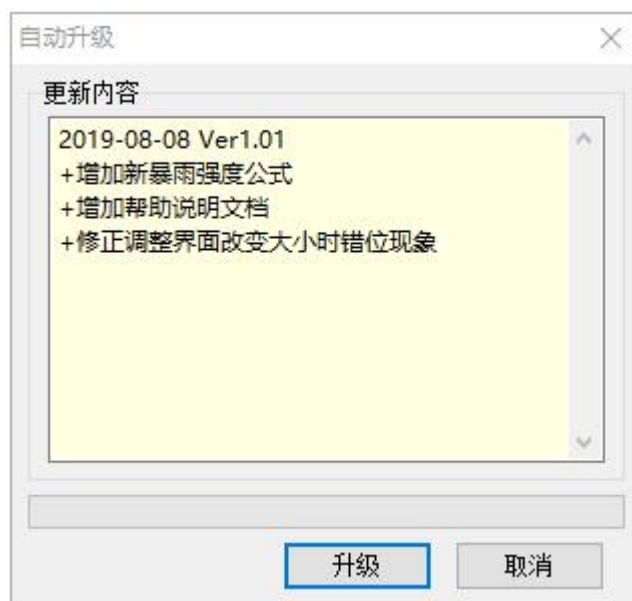 自动升级
更新内容
2019-08-08 Ver1.01
+增加新暴雨强度公式
+增加帮助说明文档
+修正调整界面改变大小时错位现象
升级
取消